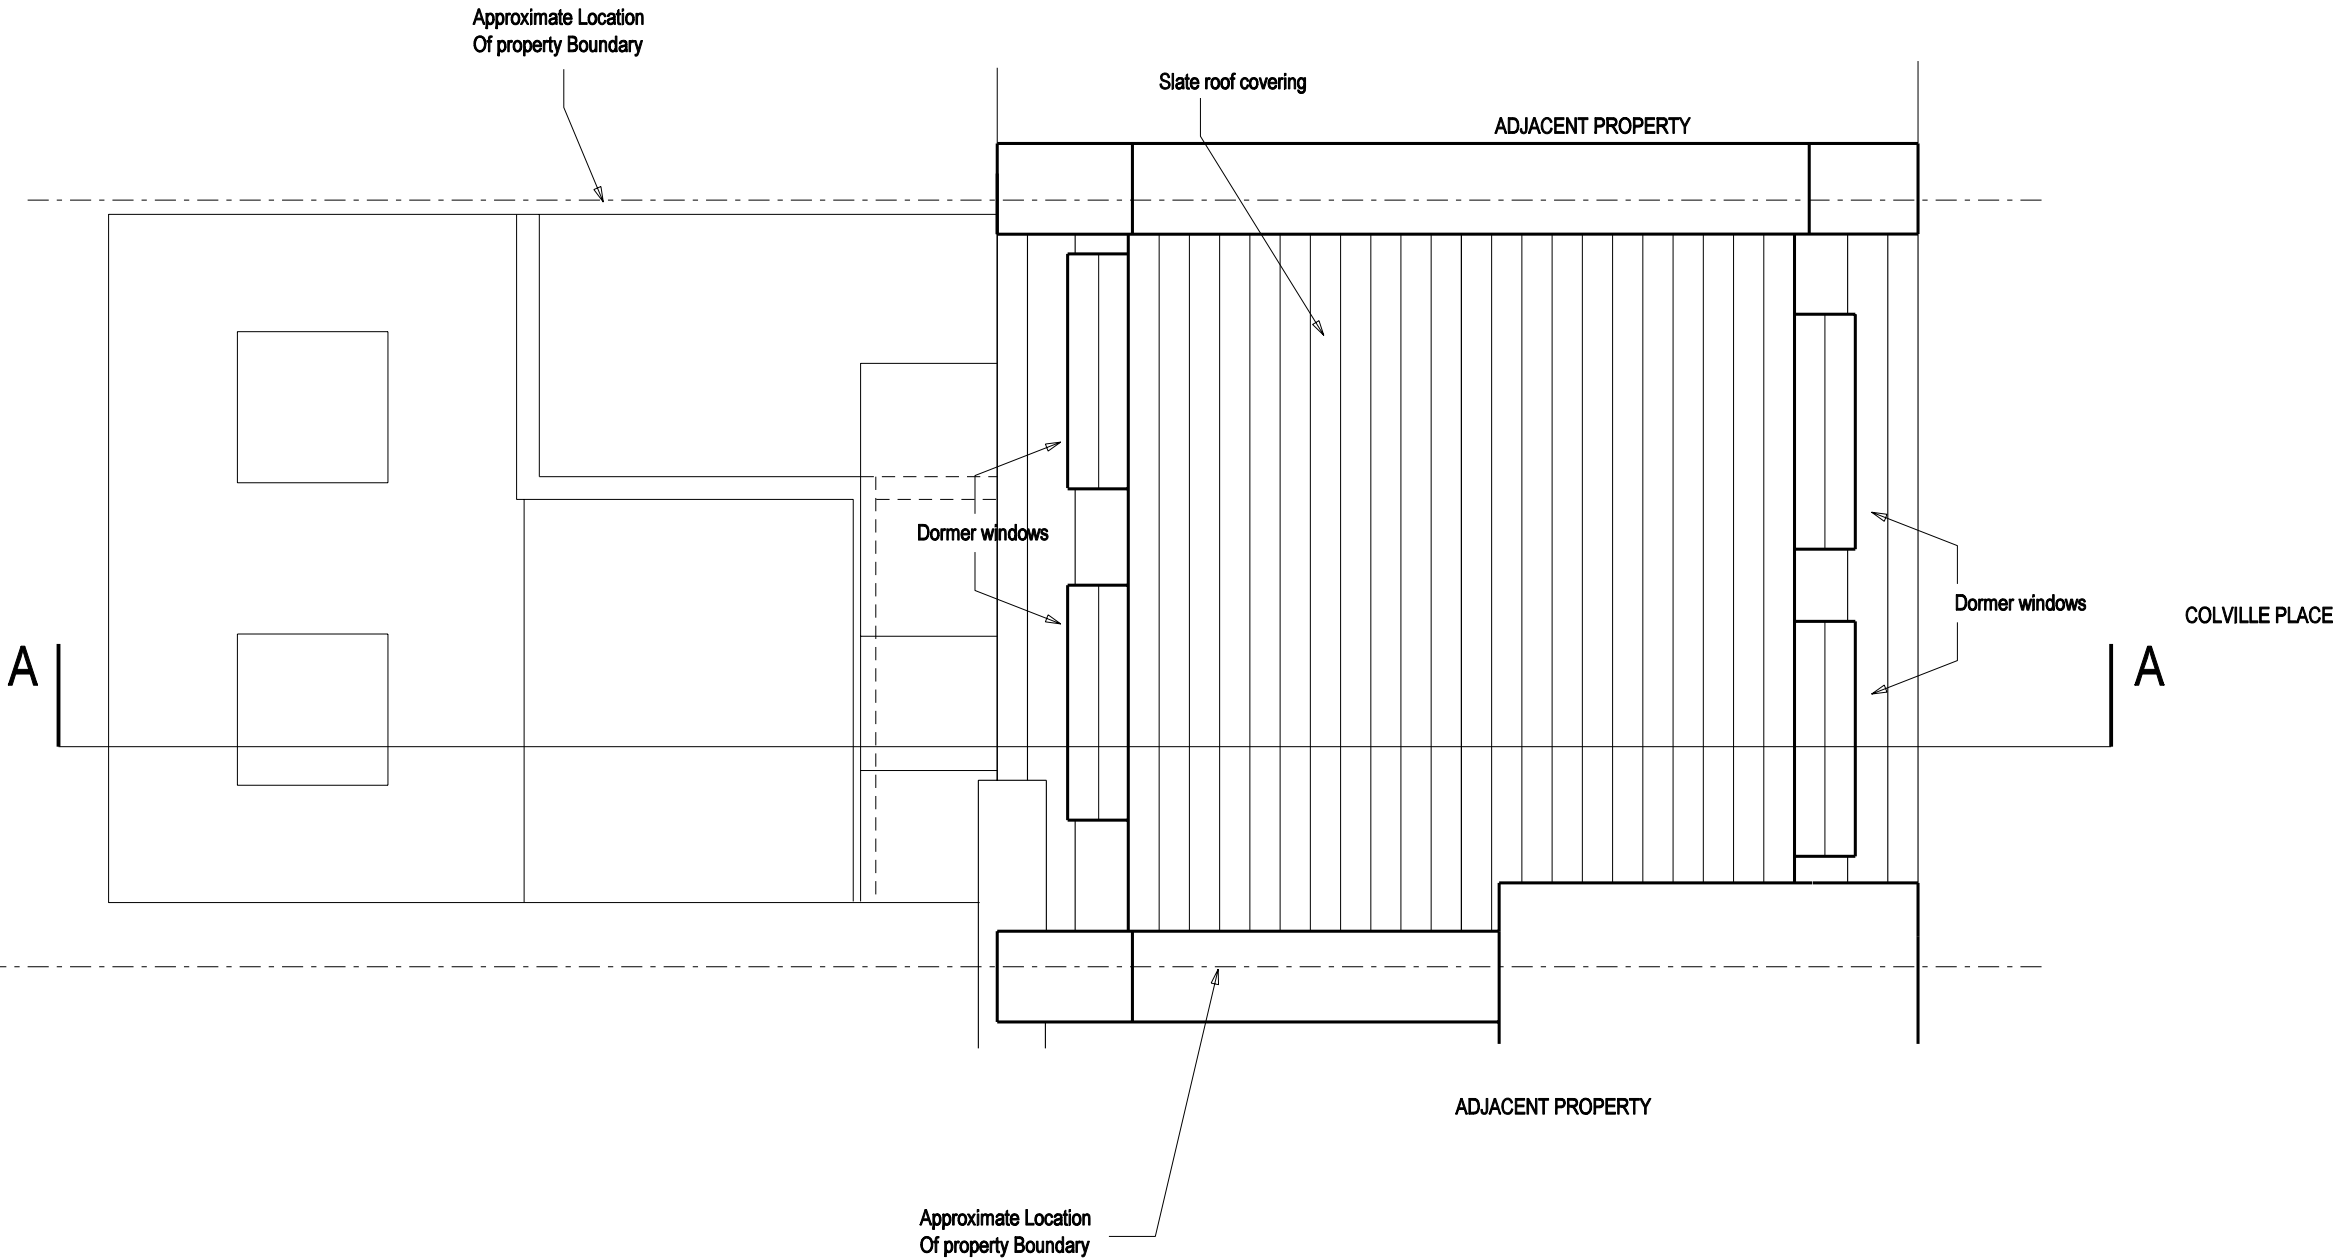 Approximate Location
Of property Boundary
Slate roof covering
ADJACENT PROPERTY
Dormer windows
Dormer windows
COLVILLE PLACE
A
A
ADJACENT PROPERTY
Approximate Location
Of property Boundary